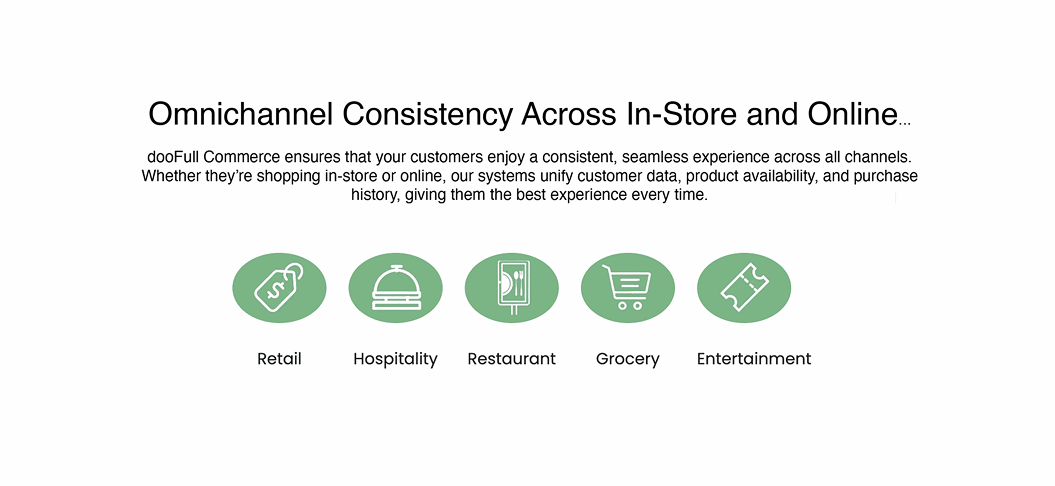 Omnichannel Consistency Across In-Store and Online...
dooFull Commerce ensures that your customers enjoy a consistent, seamless experience across all channels.
Whether they’re shopping in-store or online, our systems unify customer data, product availability, and purchase
history, giving them the best experience every time.
$
Retail Hospitality Restaurant Grocery Entertainment